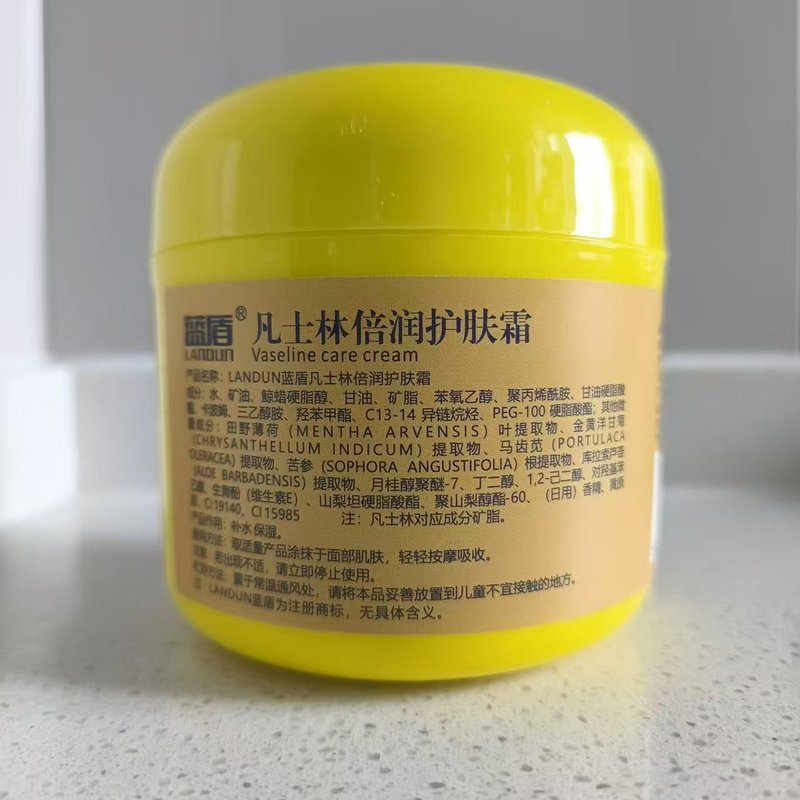 蓝盾® 凡士林倍润护肤霜
LANDUN Vaseline care cream
产品名称：LANDUN蓝盾凡士林倍润护肤霜
成分：水、矿油、鲸蜡硬脂醇、甘油、矿脂、苯氧乙醇、聚丙烯酰胺、甘油硬脂酸
酯、卡波姆、三乙醇胺、羟苯甲酯、C13-14 异链烷烃、PEG-100 硬脂酸酯；其他微
量成分：田野薄荷（MENTHA ARVENSIS）叶提取物、金黄洋甘菊
（CHRYSANTHELLUM INDICUM）提取物、马齿苋（PORTULACA
OLERACEA）提取物、苦参（SOPHORA ANGUSTIFOLIA）根提取物、库拉索芦荟
（ALOE BARBADENSIS）提取物、月桂醇聚醚-7、丁二醇、1,2-己二醇、对羟基苯
乙酮、生育酚（维生素E）、山梨坦硬脂酸酯、聚山梨醇酯-60、（日用）香精、黄原
胶、CI 19140、CI 15985 注：凡士林对应成分矿脂。
产品作用：补水保湿。
使用方法：取适量产品涂抹于面部肌肤，轻轻按摩吸收。
注意：若出现不适，请立即停止使用。
贮存方法：置于常温通风处，请将本品妥善放置到儿童不宜接触的地方。
注：LANDUN蓝盾为注册商标，无具体含义。